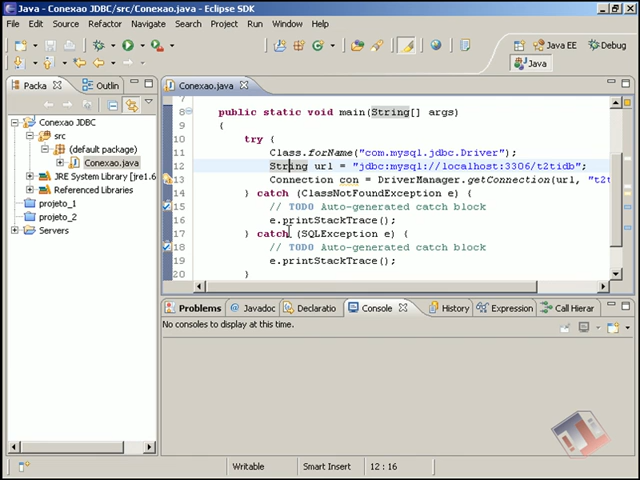 Java - Conexao JDBC/src/Conexao.java - Eclipse SDK
File Edit Source Refactor Navigate Search Project Run Window Help
Java EE Debug
Java
Packa Outlin
Conexao JDBC
src
(default package)
Conexao.java
JRE System Library [jre1.6
Referenced Libraries
projeto_1
projeto_2
Servers
Conexao.java
7
8 public static void main(String[] args)
9 {
10 try {
11 Class.forName("com.mysql.jdbc.Driver");
12 String url = "jdbc:mysql://localhost:3306/t2tidb";
13 Connection con = DriverManager.getConnection(url, "t2t
14 } catch (ClassNotFoundException e) {
15 // TODO Auto-generated catch block
16 e.printStackTrace();
17 } catch (SQLException e) {
18 // TODO Auto-generated catch block
19 e.printStackTrace();
20 }
Problems Javadoc Declaratio Console History Expression Call Hierar
No consoles to display at this time.
Writable Smart Insert 12 : 16